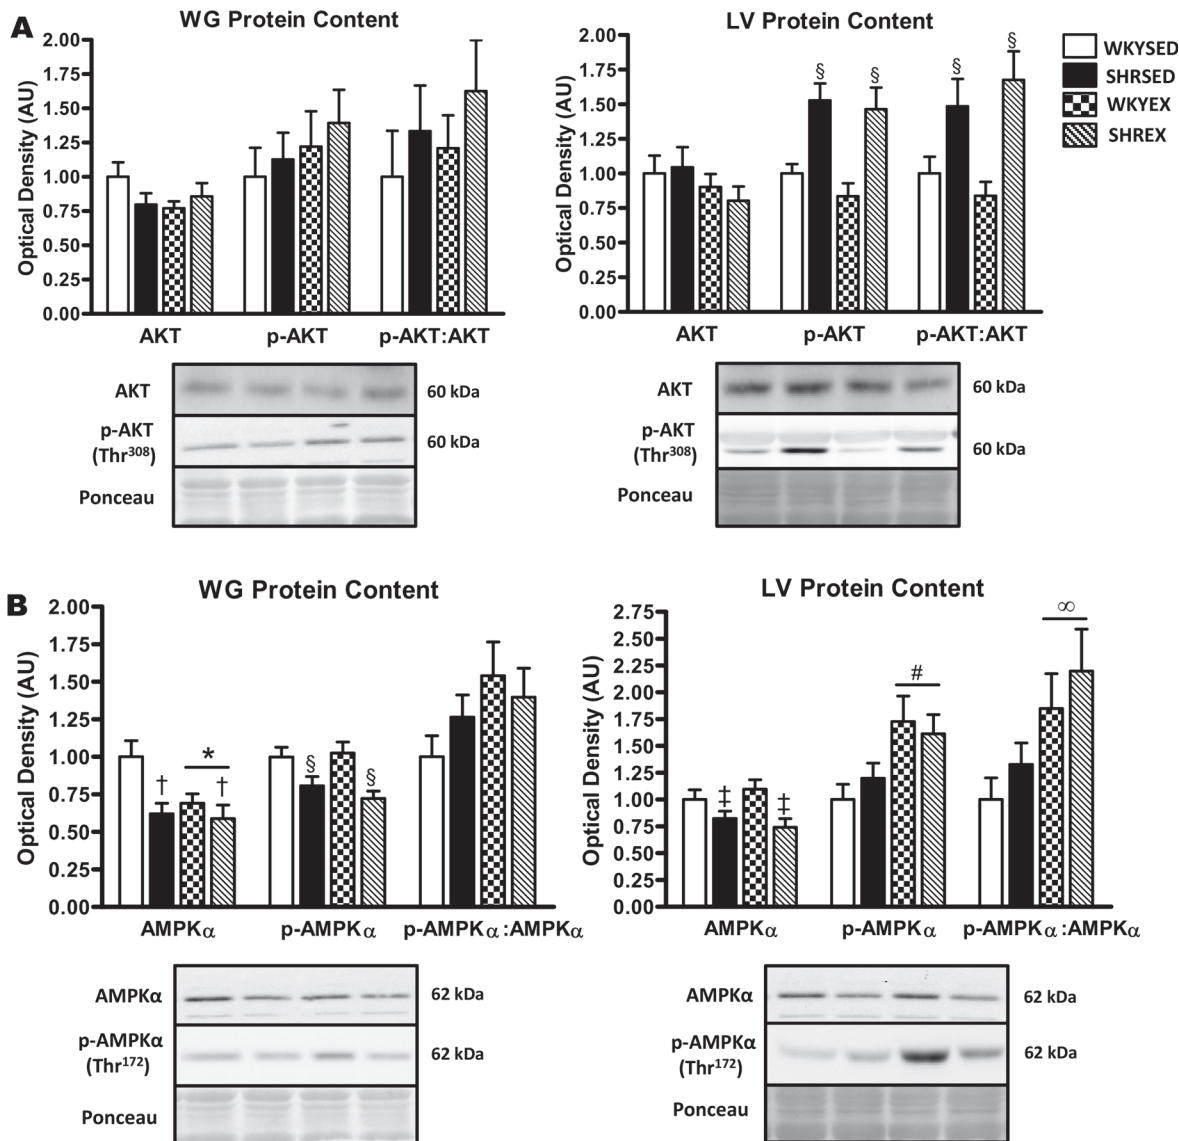 A
WG Protein Content
Optical Density (AU)
2.00
1.75
1.50
1.25
1.00
0.75
0.50
0.25
0.00
AKT
p-AKT
p-AKT:AKT
LV Protein Content
Optical Density (AU)
2.00
1.75
1.50
1.25
1.00
0.75
0.50
0.25
0.00
§ § § §
AKT
p-AKT
p-AKT:AKT
WKYSED
SHRSED
WKYEX
SHREX
AKT
60 kDa
p-AKT
(Thr³⁰⁸)
60 kDa
Ponceau
AKT
60 kDa
p-AKT
(Thr³⁰⁸)
60 kDa
Ponceau
B
WG Protein Content
Optical Density (AU)
2.00
1.75
1.50
1.25
1.00
0.75
0.50
0.25
0.00
† * † § §
AMPKα
p-AMPKα
p-AMPKα:AMPKα
LV Protein Content
Optical Density (AU)
2.75
2.50
2.25
2.00
1.75
1.50
1.25
1.00
0.75
0.50
0.25
0.00
‡ ‡ # ∞
AMPKα
p-AMPKα
p-AMPKα:AMPKα
AMPKα
62 kDa
p-AMPKα
(Thr¹⁷²)
62 kDa
Ponceau
AMPKα
62 kDa
p-AMPKα
(Thr¹⁷²)
62 kDa
Ponceau